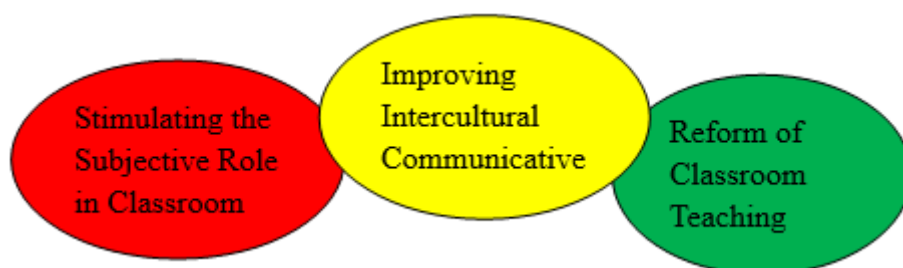 Stimulating the
Subjective Role
in Classroom
Improving
Intercultural
Communicative
Reform of
Classroom
Teaching